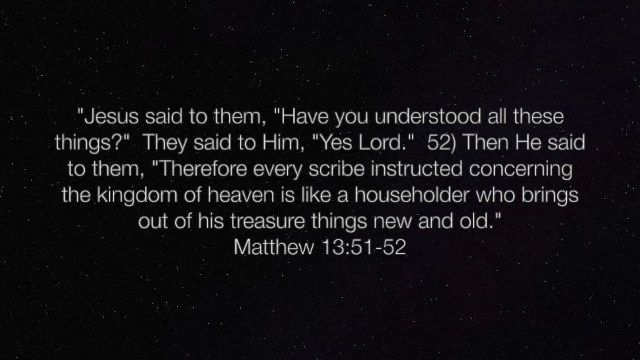 "Jesus said to them, "Have you understood all these
things?"  They said to Him, "Yes Lord."  52) Then He said
to them, "Therefore every scribe instructed concerning
the kingdom of heaven is like a householder who brings
out of his treasure things new and old."
Matthew 13:51-52